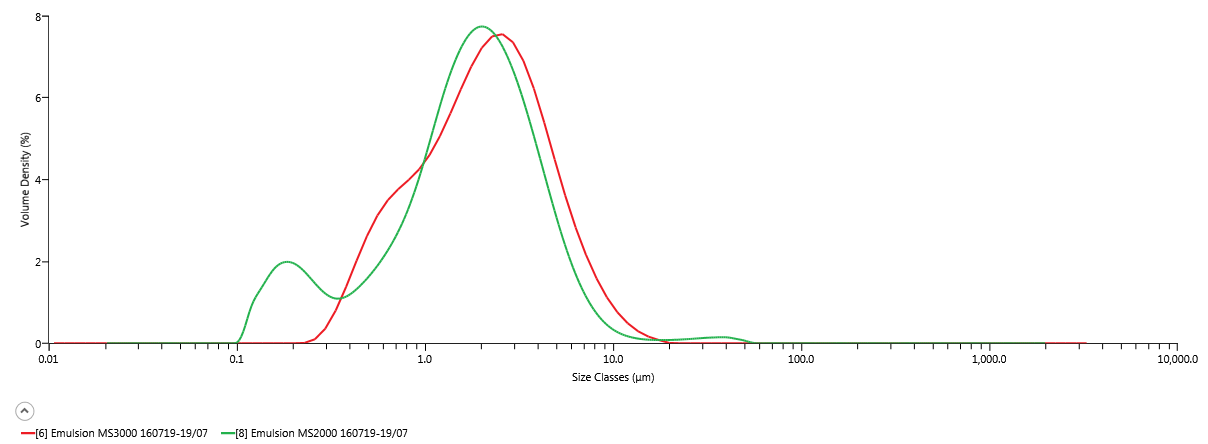 8
6
4
2
0
Volume Density (%)
0.01 0.1 1.0 10.0 100.0 1,000.0 10,000.0
Size Classes (µm)
[6] Emulsion MS3000 160719-19/07 [8] Emulsion MS2000 160719-19/07